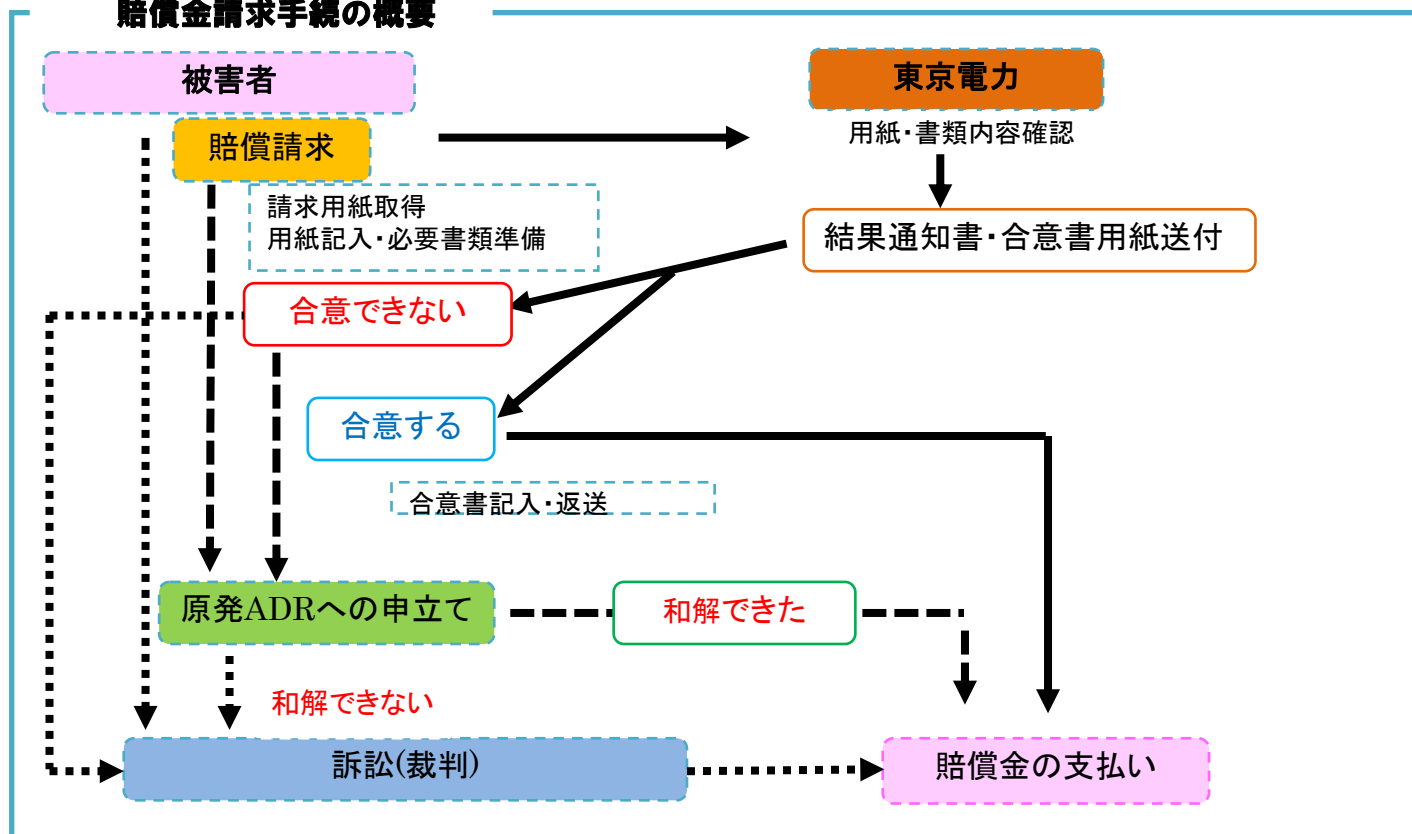 賠償金請求手続の概要
被害者
東京電力
賠償請求
用紙・書類内容確認
請求用紙取得
用紙記入・必要書類準備
結果通知書・合意書用紙送付
合意できない
合意する
合意書記入・返送
原発ADRへの申立て
和解できた
和解できない
訴訟(裁判)
賠償金の支払い